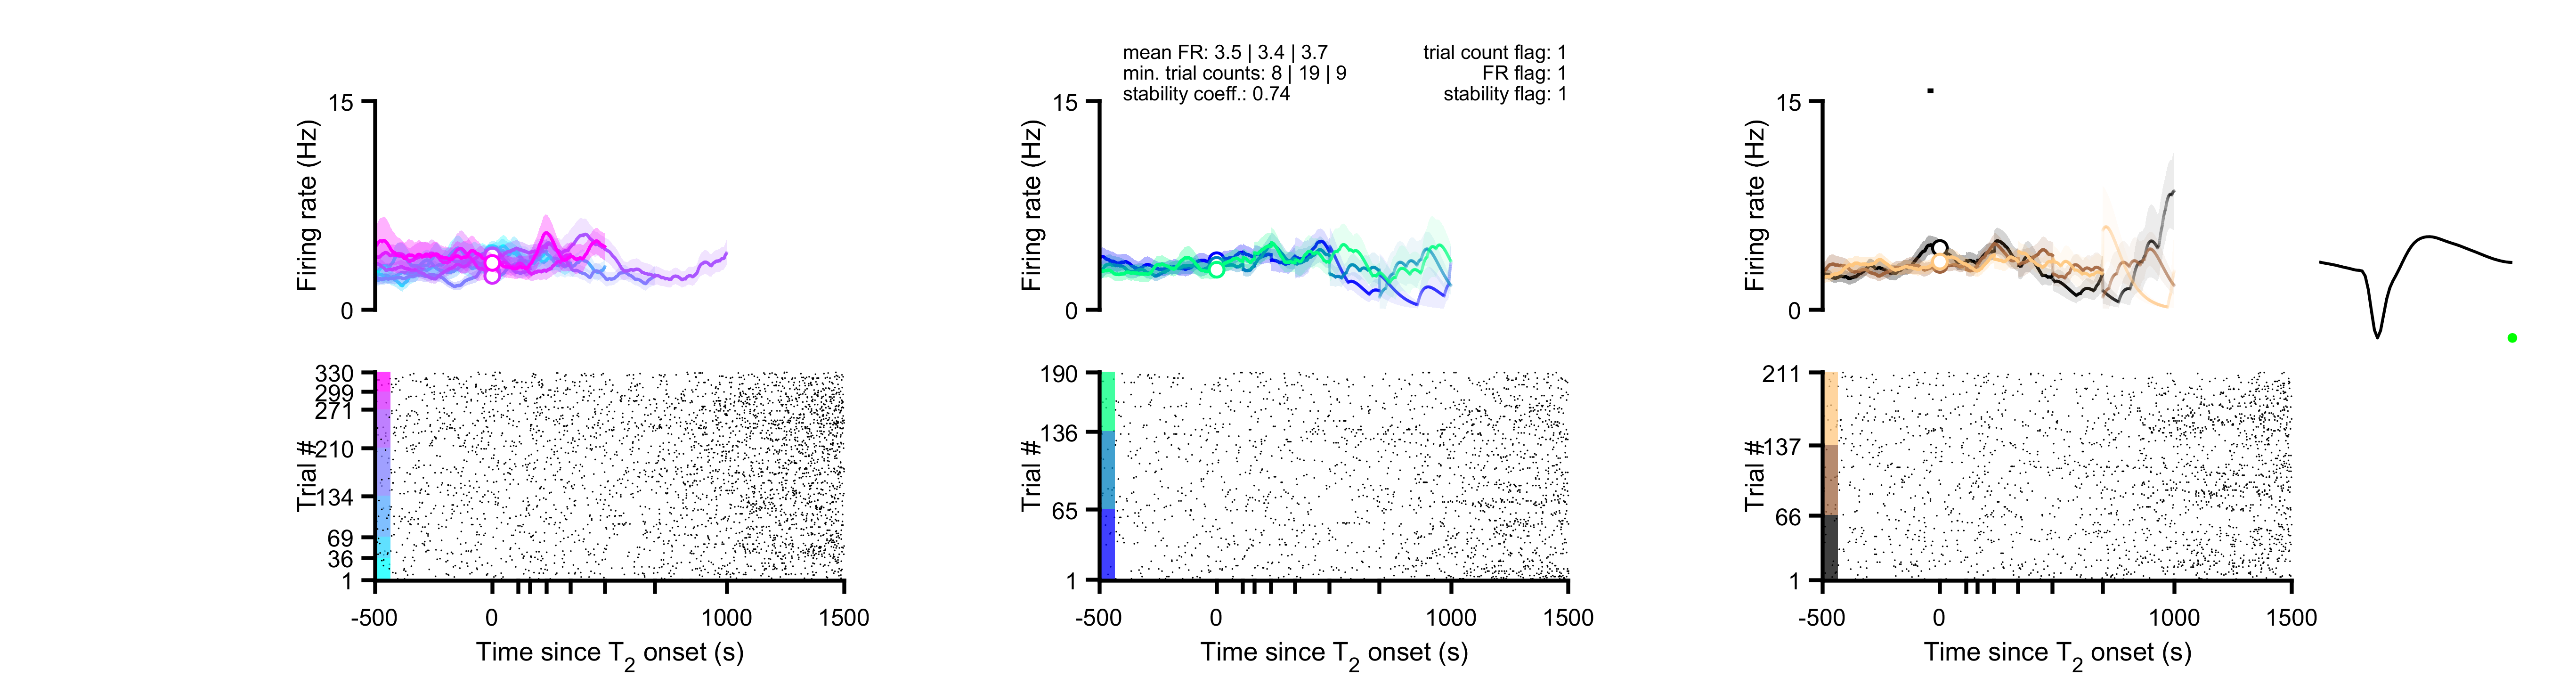 mean FR: 3.5 | 3.4 | 3.7
min. trial counts: 8 | 19 | 9
stability coeff.: 0.74
trial count flag: 1
FR flag: 1
stability flag: 1
Firing rate (Hz)
15
0
Firing rate (Hz)
15
0
Firing rate (Hz)
15
0
Trial #
330
299
271
210
134
69
36
1
-500
0
1000
1500
Time since T2 onset (s)
Trial #
190
136
65
1
-500
0
1000
1500
Time since T2 onset (s)
Trial #
211
137
66
1
-500
0
1000
1500
Time since T2 onset (s)